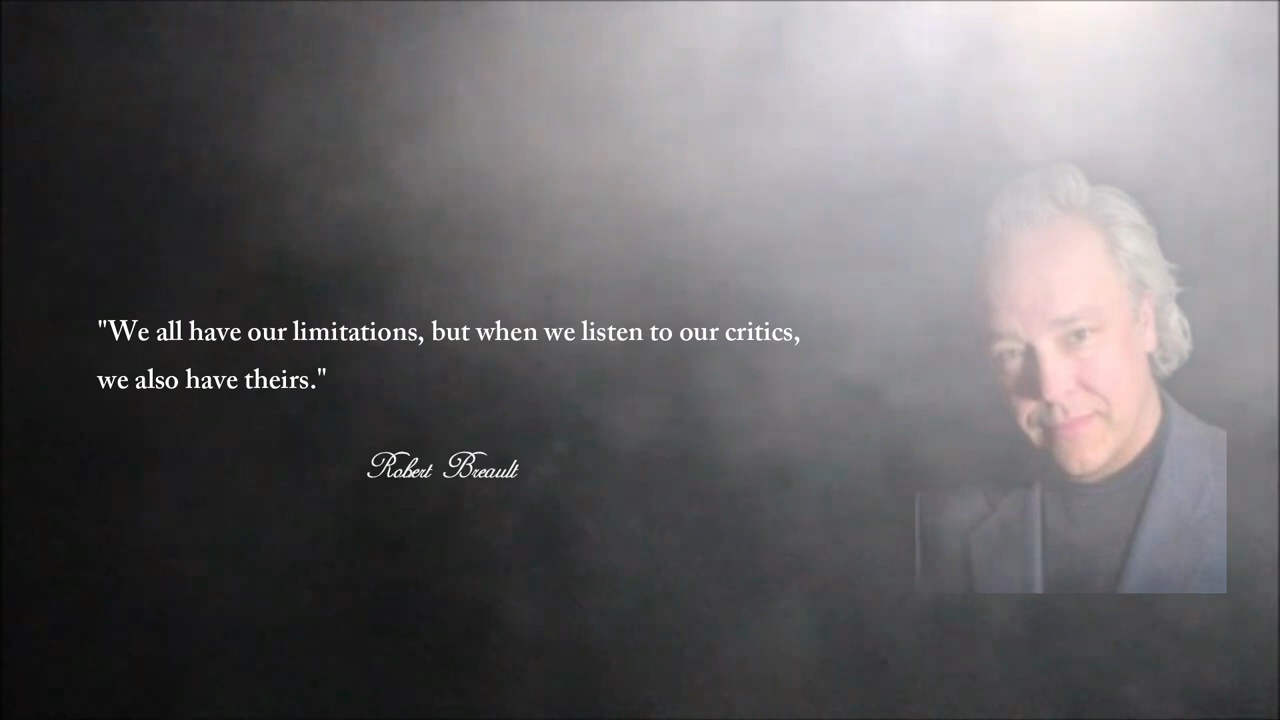 "We all have our limitations, but when we listen to our critics,
we also have theirs."
Robert Breault